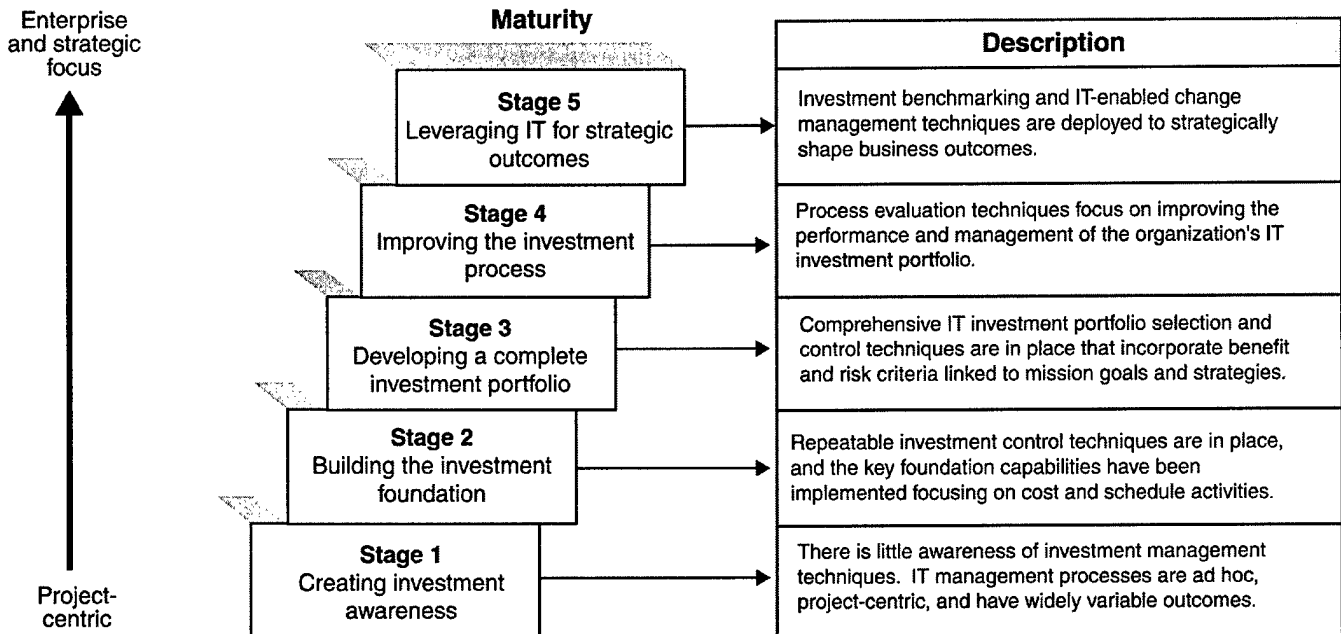 Enterprise
and strategic
focus
Project-
centric
Maturity
Description
Stage 5
Leveraging IT for strategic
outcomes
Investment benchmarking and IT-enabled change
management techniques are deployed to strategically
shape business outcomes.
Stage 4
Improving the investment
process
Process evaluation techniques focus on improving the
performance and management of the organization's IT
investment portfolio.
Stage 3
Developing a complete
investment portfolio
Comprehensive IT investment portfolio selection and
control techniques are in place that incorporate benefit
and risk criteria linked to mission goals and strategies.
Stage 2
Building the investment
foundation
Repeatable investment control techniques are in place,
and the key foundation capabilities have been
implemented focusing on cost and schedule activities.
Stage 1
Creating investment
awareness
There is little awareness of investment management
techniques. IT management processes are ad hoc,
project-centric, and have widely variable outcomes.